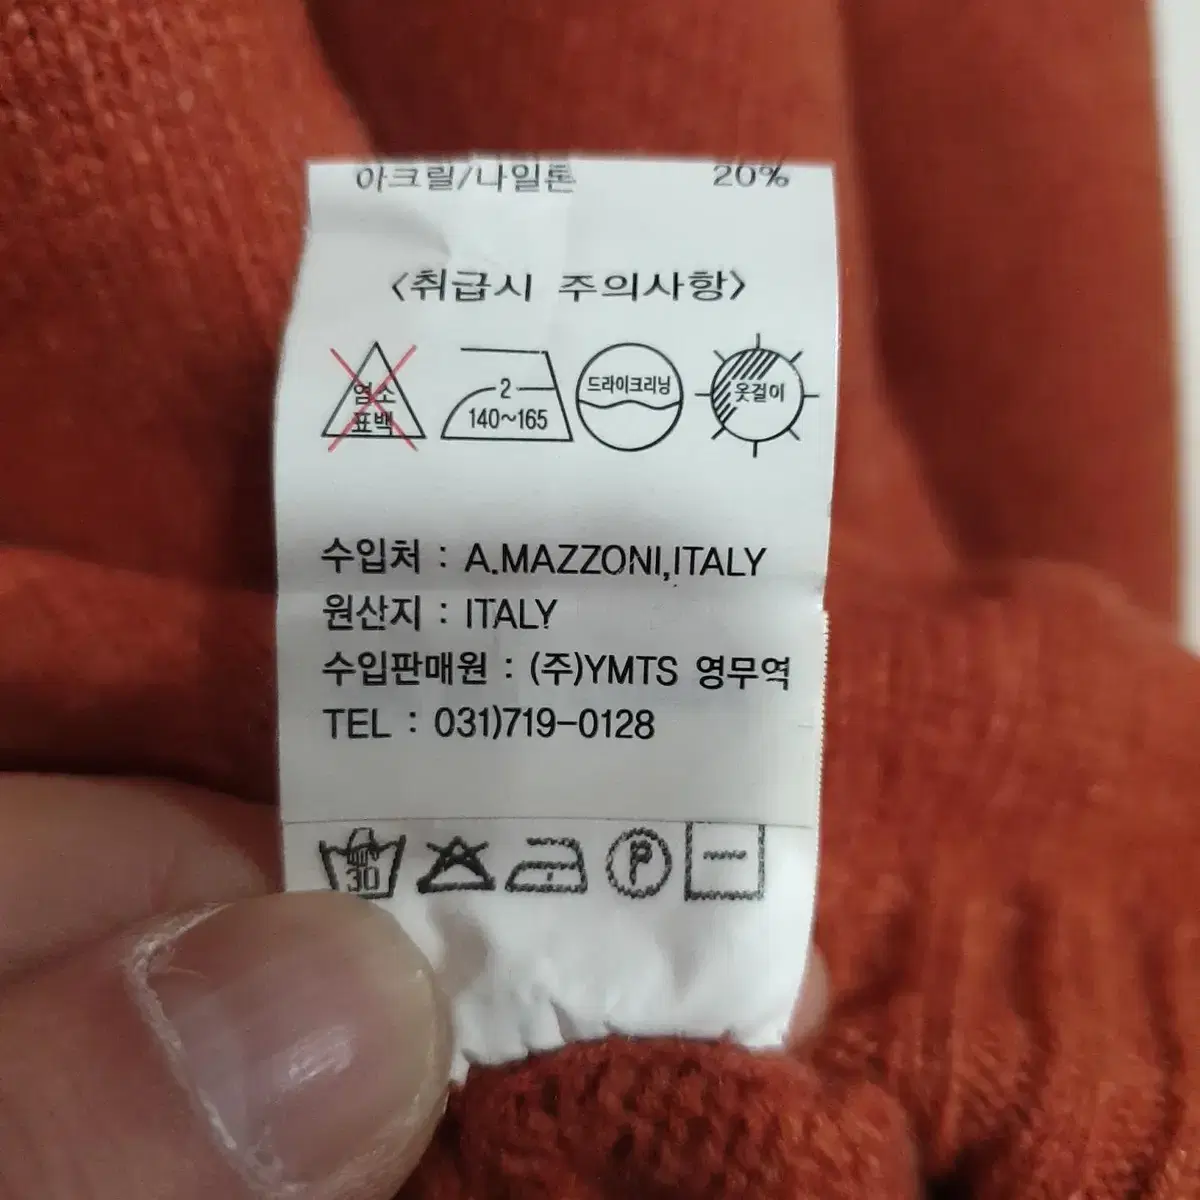 아크릴/나일론 20%
<취급시 주의사항>
염소 표백
2
140~165
드라이크리닝
옷걸이
수입처 : A.MAZZONI,ITALY
원산지 : ITALY
수입판매원 : (주)YMTS 영무역
TEL : 031)719-0128
30 P